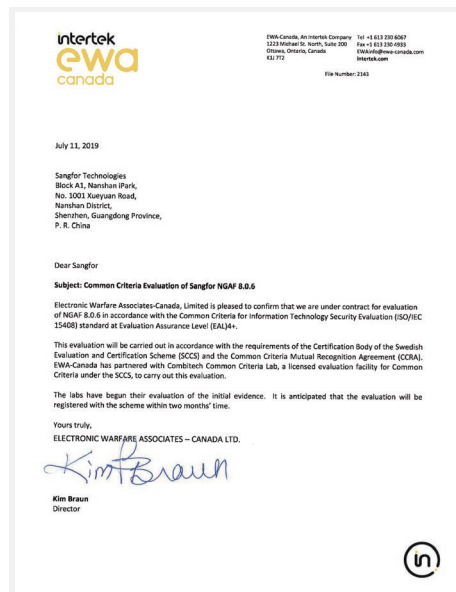 intertek
ewa
canada
EWA-Canada, An Intertek Company
1223 Michael St. North, Suite 200
Ottawa, Ontario, Canada
K1J 7T2
Tel +1 613 230 6067
Fax +1 613 230 4933
EWAinfo@ewa-canada.com
intertek.com
File Number: 2143
July 11, 2019
Sangfor Technologies
Block A1, Nanshan iPark,
No. 1001 Xueyuan Road,
Nanshan District,
Shenzhen, Guangdong Province,
P. R. China
Dear Sangfor
Subject: Common Criteria Evaluation of Sangfor NGAF 8.0.6
Electronic Warfare Associates-Canada, Limited is pleased to confirm that we are under contract for evaluation
of NGAF 8.0.6 in accordance with the Common Criteria for Information Technology Security Evaluation (ISO/IEC
15408) standard at Evaluation Assurance Level (EAL)4+.
This evaluation will be carried out in accordance with the requirements of the Certification Body of the Swedish
Evaluation and Certification Scheme (SCCS) and the Common Criteria Mutual Recognition Agreement (CCRA).
EWA-Canada has partnered with Combitech Common Criteria Lab, a licensed evaluation facility for Common
Criteria under the SCCS, to carry out this evaluation.
The labs have begun their evaluation of the initial evidence. It is anticipated that the evaluation will be
registered with the scheme within two months' time.
Yours truly,
ELECTRONIC WARFARE ASSOCIATES – CANADA LTD.
Kim Braun
Kim Braun
Director
in